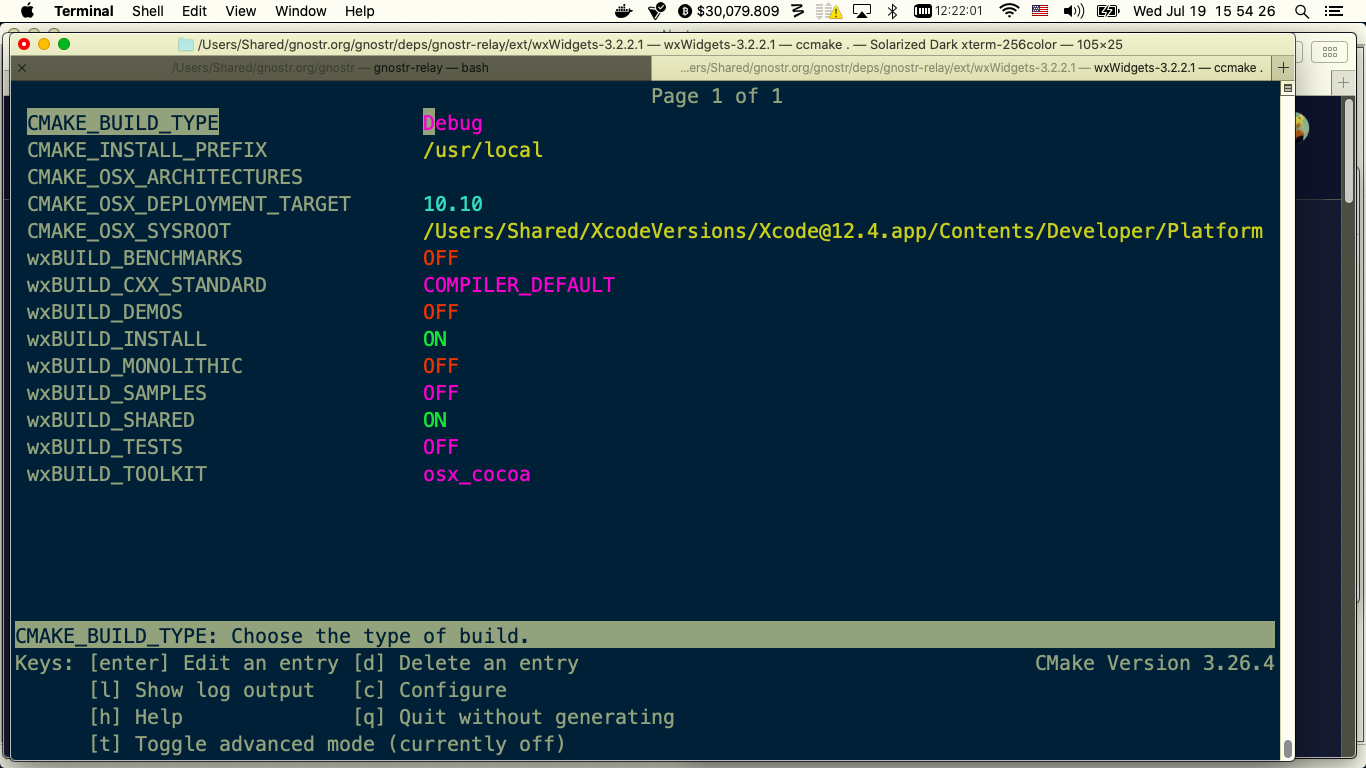 Terminal Shell Edit View Window Help $30,079.809 12:22:01 Wed Jul 19 15 54 26
/Users/Shared/gnostr.org/gnostr/deps/gnostr-relay/ext/wxWidgets-3.2.2.1 — wxWidgets-3.2.2.1 — ccmake . — Solarized Dark xterm-256color — 105×25
/Users/Shared/gnostr.org/gnostr — gnostr-relay — bash
...ers/Shared/gnostr.org/gnostr/deps/gnostr-relay/ext/wxWidgets-3.2.2.1 — wxWidgets-3.2.2.1 — ccmake .
Page 1 of 1
CMAKE_BUILD_TYPE Debug
CMAKE_INSTALL_PREFIX /usr/local
CMAKE_OSX_ARCHITECTURES
CMAKE_OSX_DEPLOYMENT_TARGET 10.10
CMAKE_OSX_SYSROOT /Users/Shared/XcodeVersions/Xcode@12.4.app/Contents/Developer/Platform
wxBUILD_BENCHMARKS OFF
wxBUILD_CXX_STANDARD COMPILER_DEFAULT
wxBUILD_DEMOS OFF
wxBUILD_INSTALL ON
wxBUILD_MONOLITHIC OFF
wxBUILD_SAMPLES OFF
wxBUILD_SHARED ON
wxBUILD_TESTS OFF
wxBUILD_TOOLKIT osx_cocoa
CMAKE_BUILD_TYPE: Choose the type of build.
Keys: [enter] Edit an entry [d] Delete an entry CMake Version 3.26.4
[l] Show log output [c] Configure
[h] Help [q] Quit without generating
[t] Toggle advanced mode (currently off)